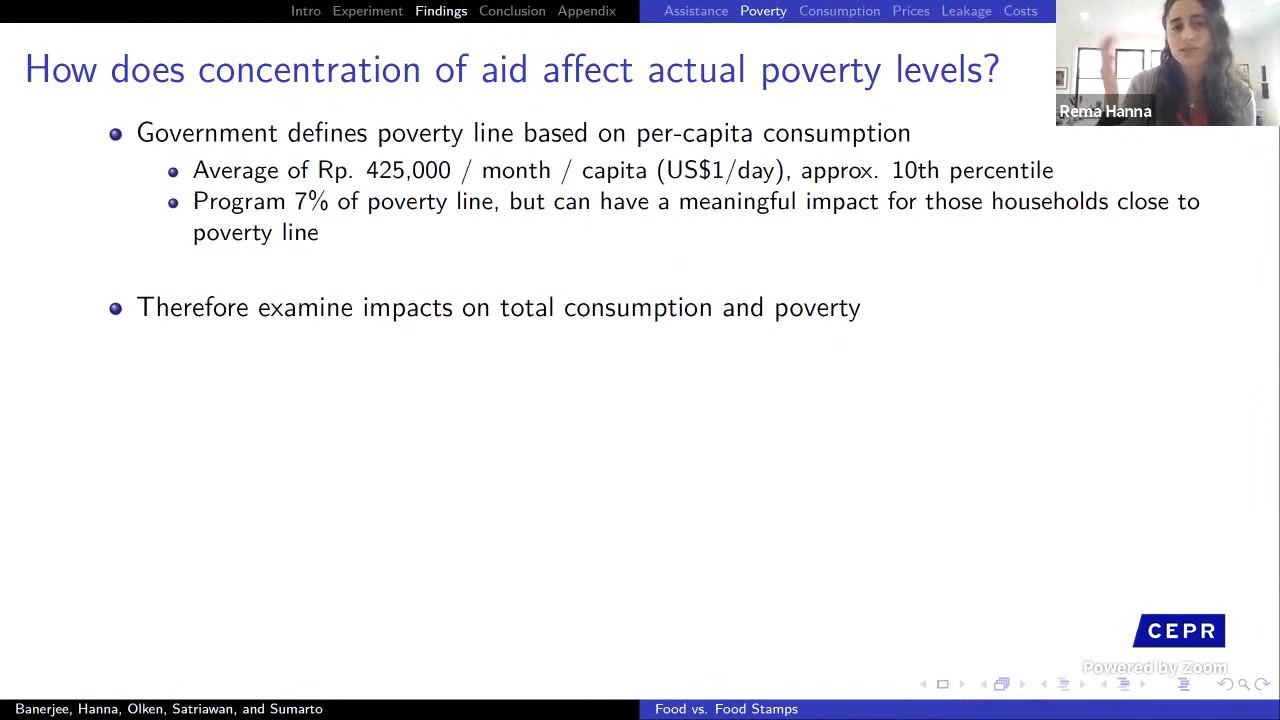 Intro Experiment Findings Conclusion Appendix Assistance Poverty Consumption Prices Leakage Costs
How does concentration of aid affect actual poverty levels?
Rema Hanna
Government defines poverty line based on per-capita consumption
Average of Rp. 425,000 / month / capita (US$1/day), approx. 10th percentile
Program 7% of poverty line, but can have a meaningful impact for those households close to
poverty line
Therefore examine impacts on total consumption and poverty
CEPR
Powered by Zoom
Banerjee, Hanna, Olken, Satriawan, and Sumarto Food vs. Food Stamps